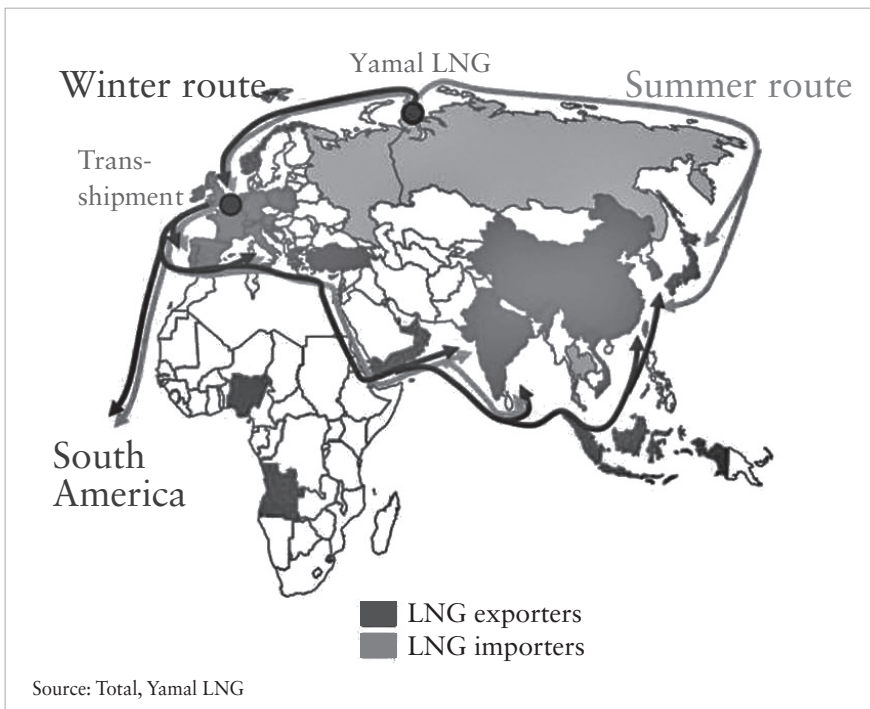 Yamal LNG
Winter route
Summer route
Trans-
shipment
South
America
LNG exporters
LNG importers
Source: Total, Yamal LNG